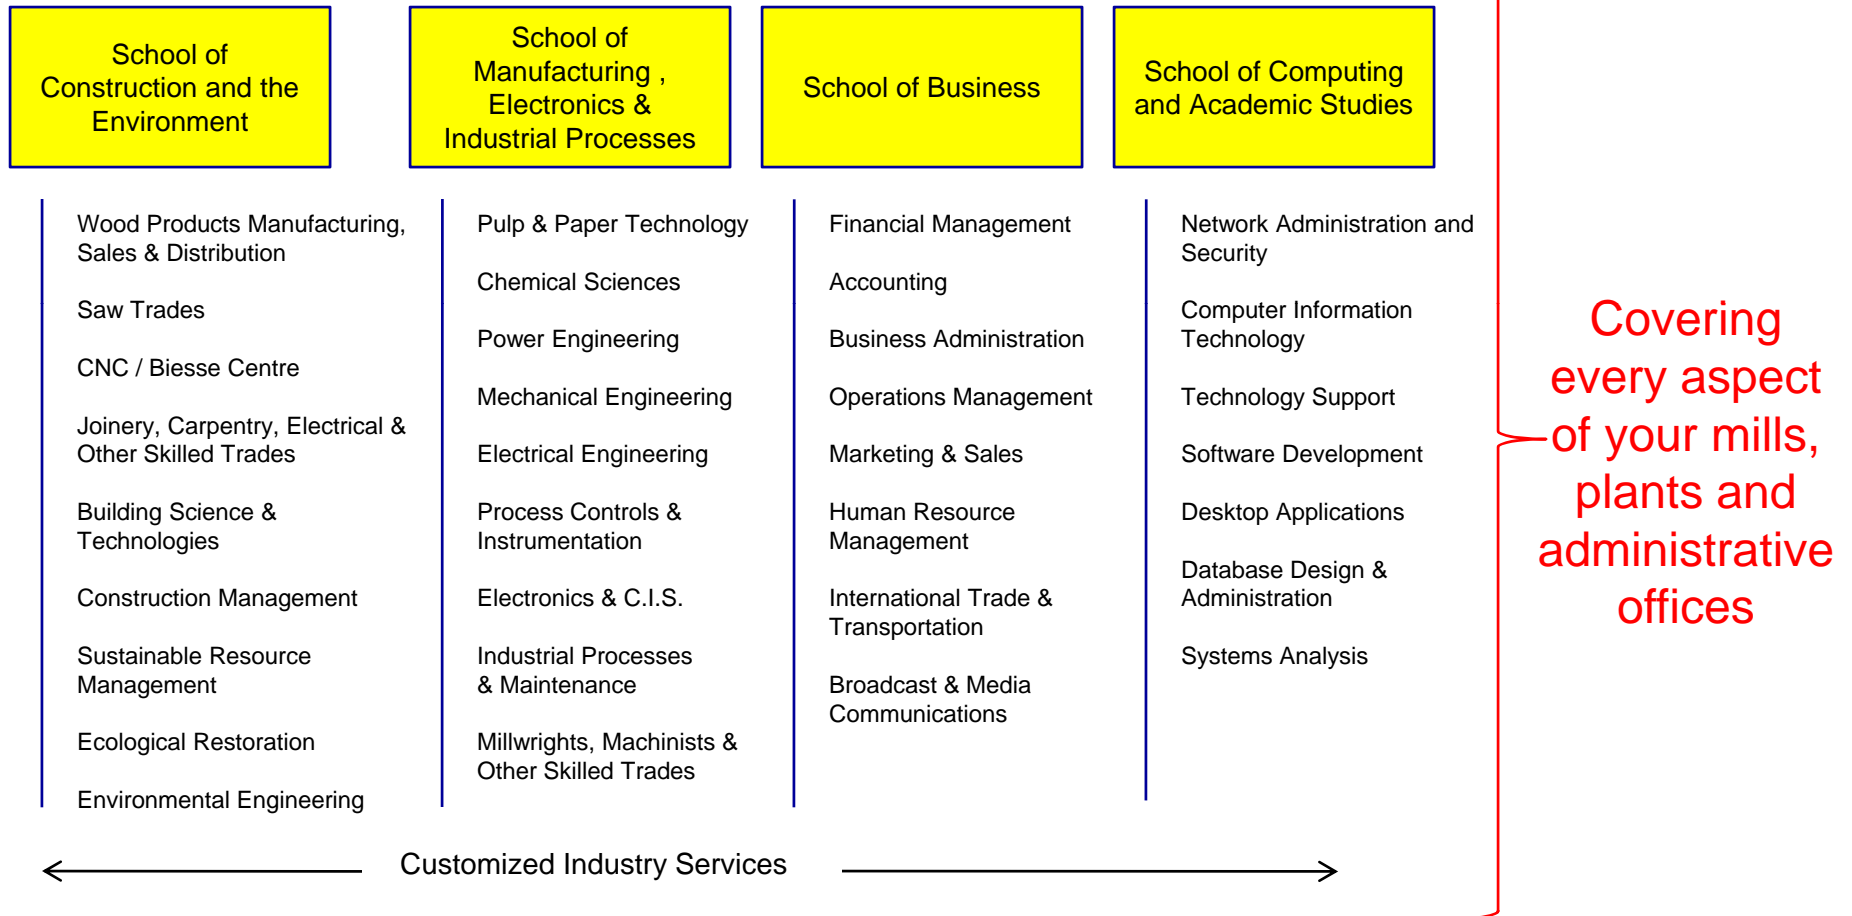 School of
Construction and the
Environment
School of
Manufacturing ,
Electronics &
Industrial Processes
School of Business
School of Computing
and Academic Studies
Wood Products Manufacturing,
Sales & Distribution
Saw Trades
CNC / Biesse Centre
Joinery, Carpentry, Electrical &
Other Skilled Trades
Building Science &
Technologies
Construction Management
Sustainable Resource
Management
Ecological Restoration
Environmental Engineering
Pulp & Paper Technology
Chemical Sciences
Power Engineering
Mechanical Engineering
Electrical Engineering
Process Controls &
Instrumentation
Electronics & C.I.S.
Industrial Processes
& Maintenance
Millwrights, Machinists &
Other Skilled Trades
Financial Management
Accounting
Business Administration
Operations Management
Marketing & Sales
Human Resource
Management
International Trade &
Transportation
Broadcast & Media
Communications
Network Administration and
Security
Computer Information
Technology
Technology Support
Software Development
Desktop Applications
Database Design &
Administration
Systems Analysis
Covering
every aspect
of your mills,
plants and
administrative
offices
Customized Industry Services